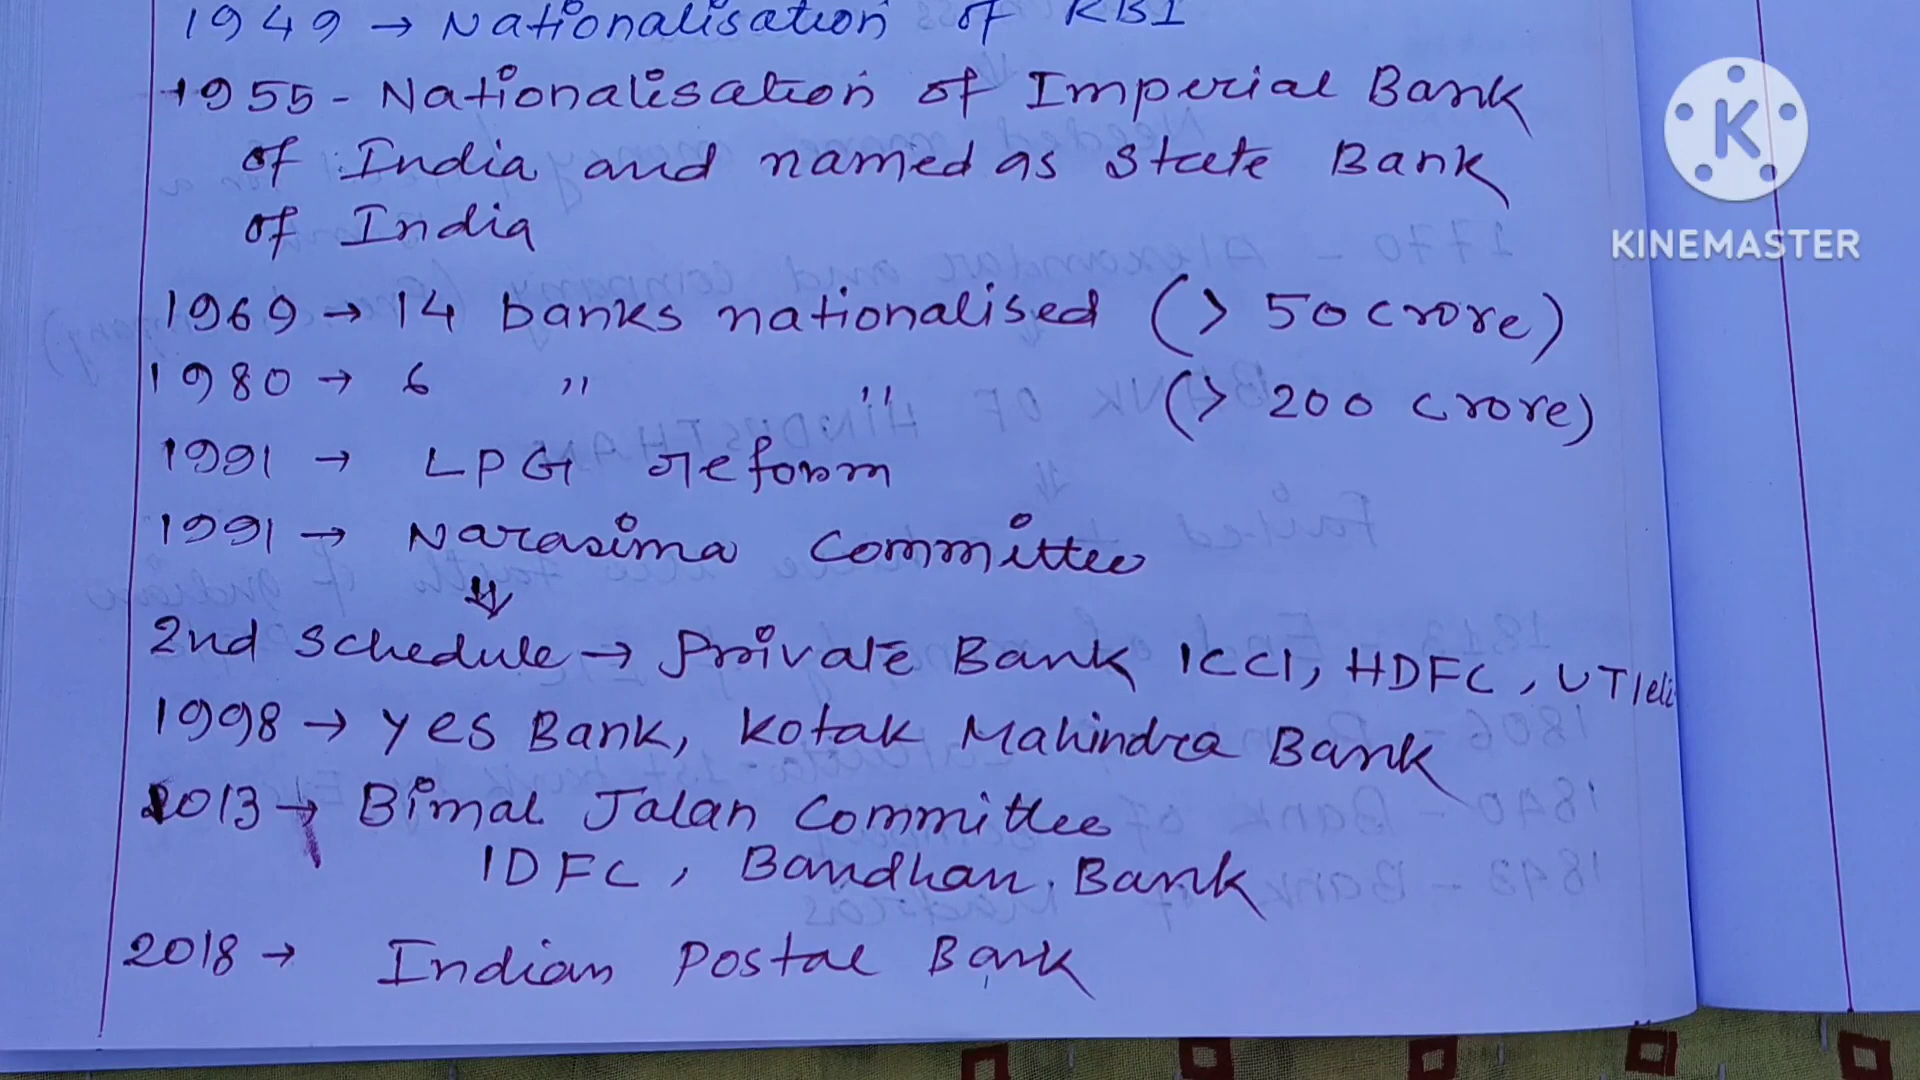 1949 → Nationalisation of RBI
1955 - Nationalisation of Imperial Bank
of India and named as State Bank
of India
1969 → 14 banks nationalised (> 50 crore)
1980 → 6 " " (> 200 crore)
1991 → LPG reform
1991 → Narasima Committee
⇓
2nd Schedule → Private Bank ICCI, HDFC, UTI etc
1998 → Yes Bank, Kotak Mahindra Bank
2013 → Bimal Jalan Committee
IDFC, Bandhan Bank
2018 → Indian Postal Bank
K
KINEMASTER